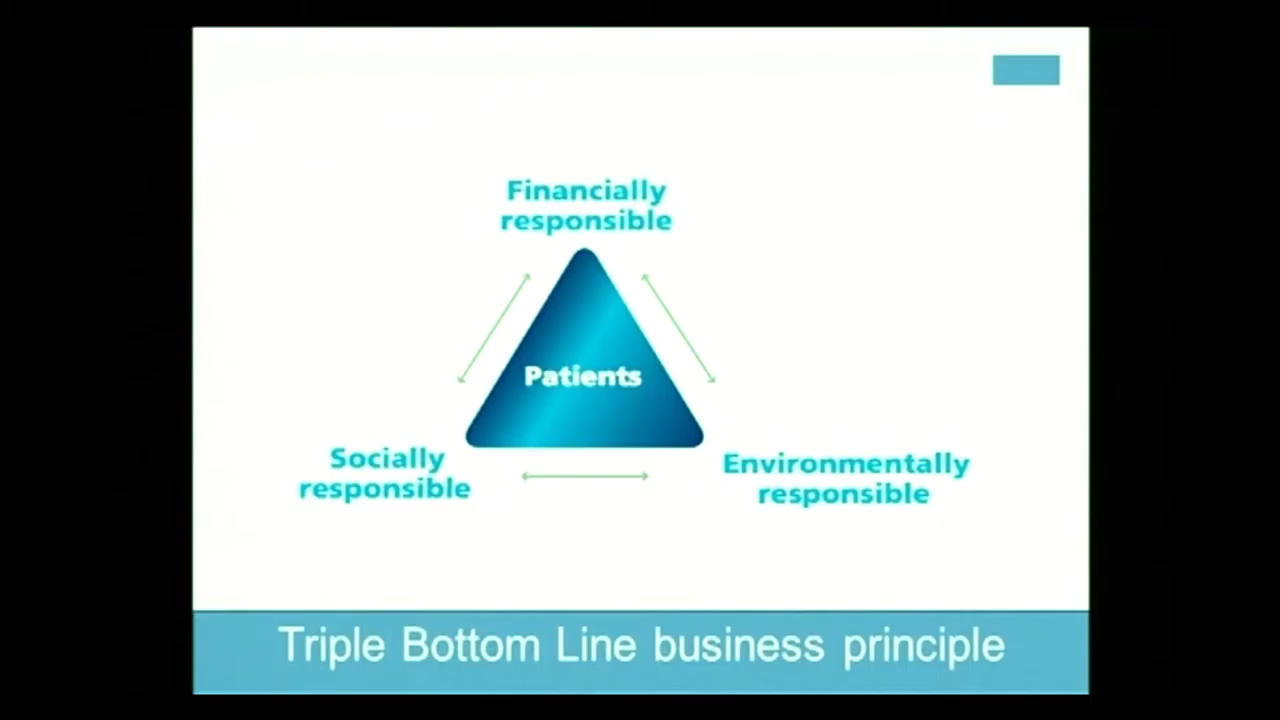 Financially
responsible
Patients
Socially
responsible
Environmentally
responsible
Triple Bottom Line business principle